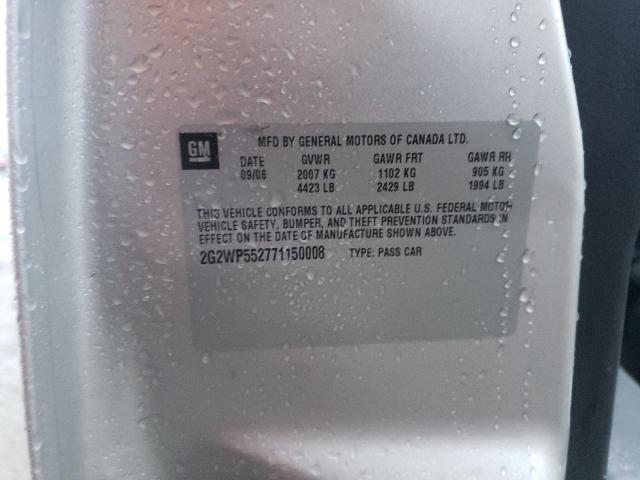 GM
MFD BY GENERAL MOTORS OF CANADA LTD.
DATE GVWR GAWR FRT GAWR RR
09/06 2007 KG 1102 KG 905 KG
4423 LB 2429 LB 1994 LB
THIS VEHICLE CONFORMS TO ALL APPLICABLE U.S. FEDERAL MOTOR
VEHICLE SAFETY, BUMPER, AND THEFT PREVENTION STANDARDS IN
EFFECT ON THE DATE OF MANUFACTURE SHOWN ABOVE.
2G2WP552771150008 TYPE: PASS CAR